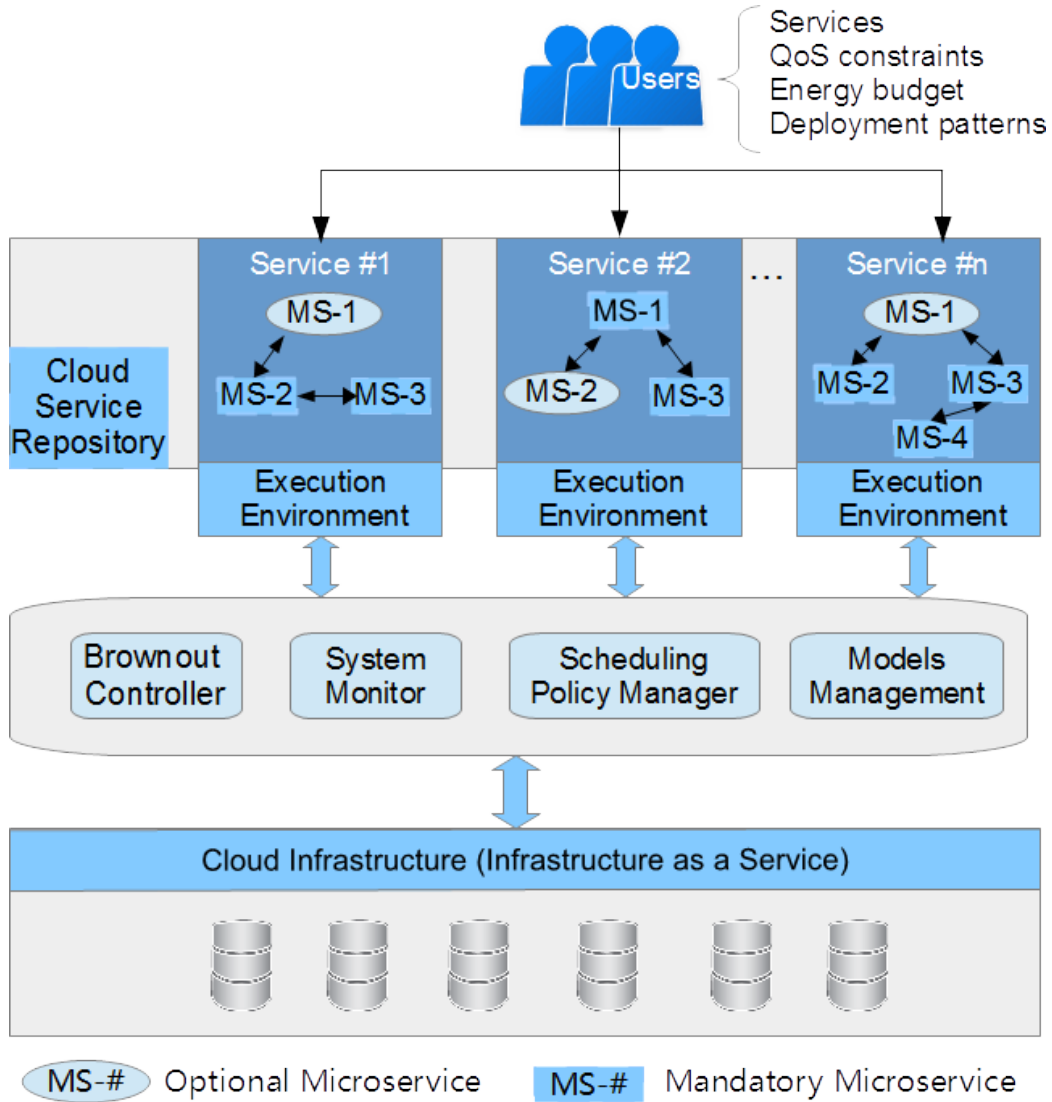 Users
Services
QoS constraints
Energy budget
Deployment patterns
Cloud
Service
Repository
Service #1
MS-1
MS-2
MS-3
Execution
Environment
Service #2
MS-1
MS-2
MS-3
Execution
Environment
...
Service #n
MS-1
MS-2
MS-3
MS-4
Execution
Environment
Brownout
Controller
System
Monitor
Scheduling
Policy Manager
Models
Management
Cloud Infrastructure (Infrastructure as a Service)
MS-# Optional Microservice
MS-# Mandatory Microservice